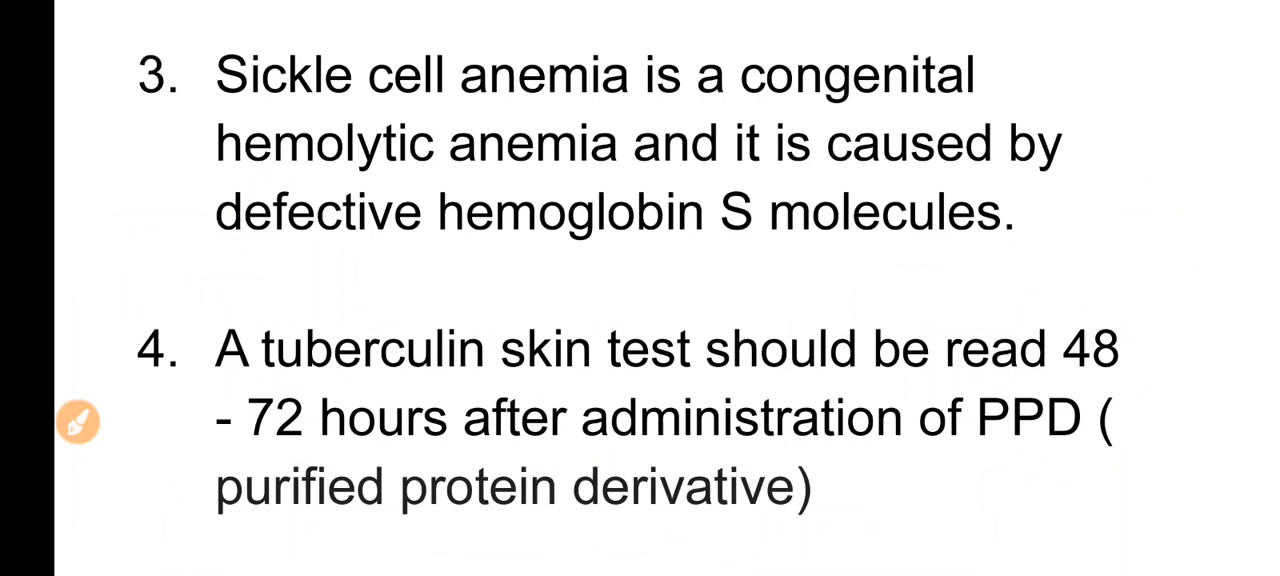 3. Sickle cell anemia is a congenital
hemolytic anemia and it is caused by
defective hemoglobin S molecules.
4. A tuberculin skin test should be read 48
- 72 hours after administration of PPD (
purified protein derivative)